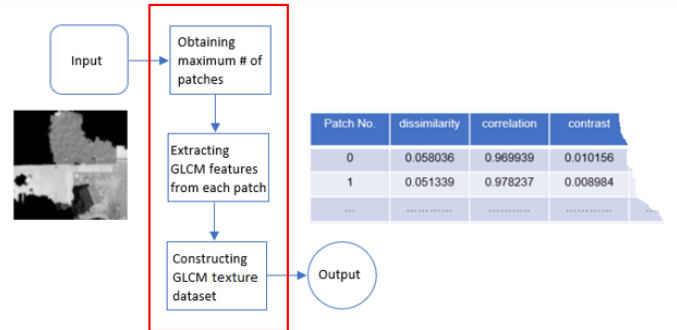 Input
Obtaining
maximum # of
patches
Extracting
GLCM features
from each patch
Constructing
GLCM texture
dataset
Output
Patch No. dissimilarity correlation contrast
0 0.058036 0.969939 0.010156
1 0.051339 0.978237 0.008984
... ............ ............ ............ ....